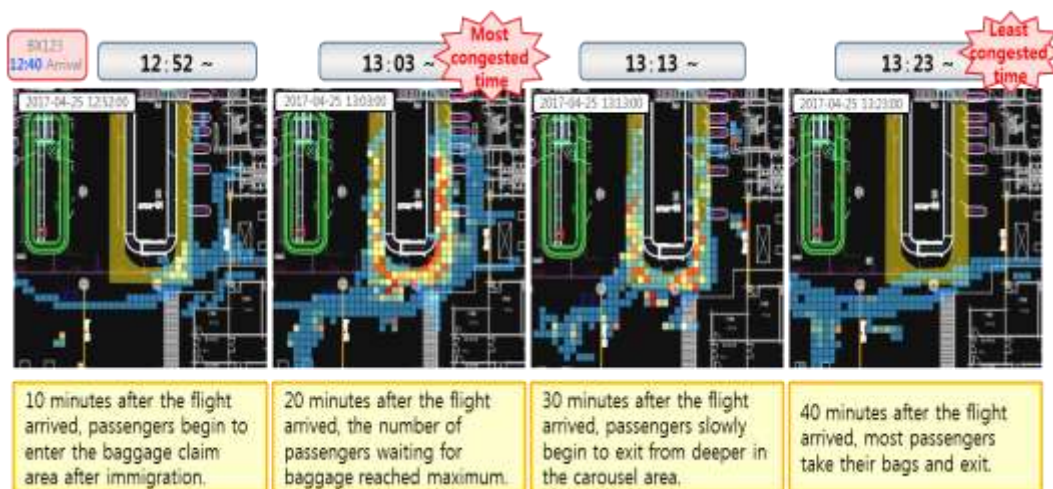 BX123
12:40 Arrival
12:52 ~
13:03 ~
Most
congested
time
13:13 ~
13:23 ~
Least
congested
time
2017-04-25 12:52:00
2017-04-25 13:03:00
2017-04-25 13:13:00
2017-04-25 13:23:00
10 minutes after the flight
arrived, passengers begin to
enter the baggage claim
area after immigration.
20 minutes after the flight
arrived, the number of
passengers waiting for
baggage reached maximum.
30 minutes after the flight
arrived, passengers slowly
begin to exit from deeper in
the carousel area.
40 minutes after the flight
arrived, most passengers
take their bags and exit.